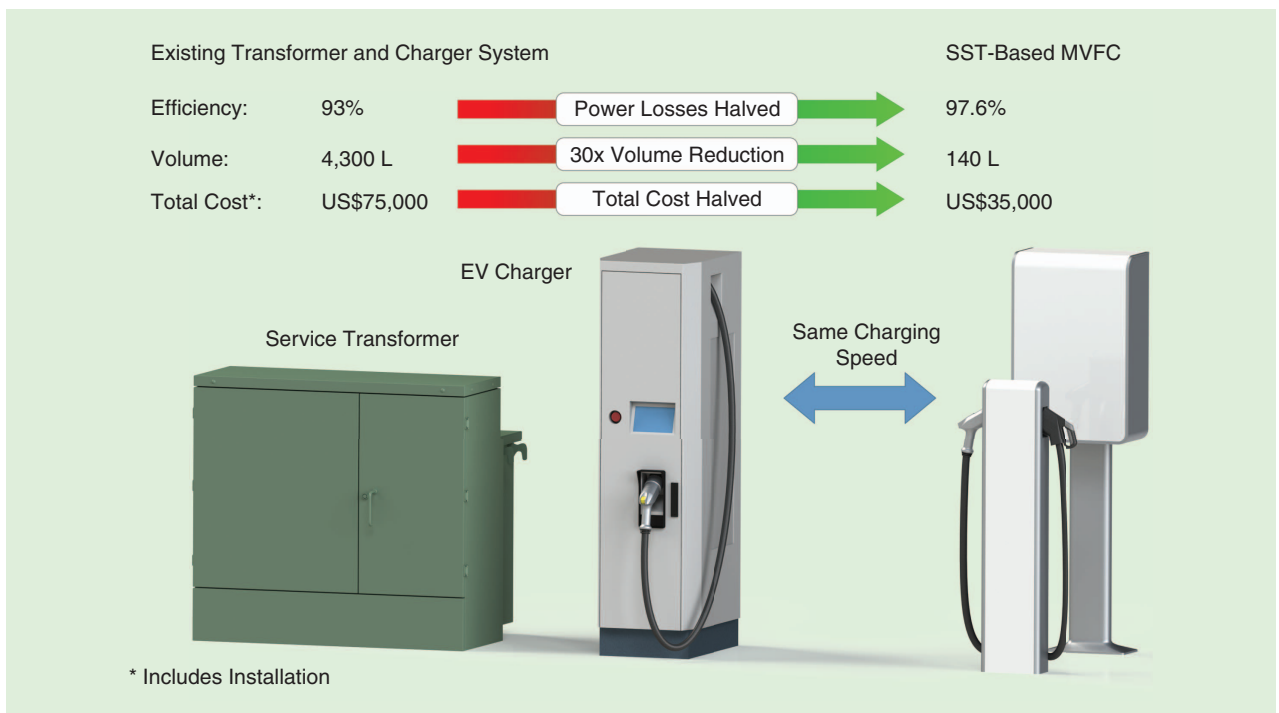 Existing Transformer and Charger System SST-Based MVFC
Efficiency: 93% Power Losses Halved 97.6%
Volume: 4,300 L 30x Volume Reduction 140 L
Total Cost*: US$75,000 Total Cost Halved US$35,000
EV Charger
Service Transformer
Same Charging
Speed
* Includes Installation